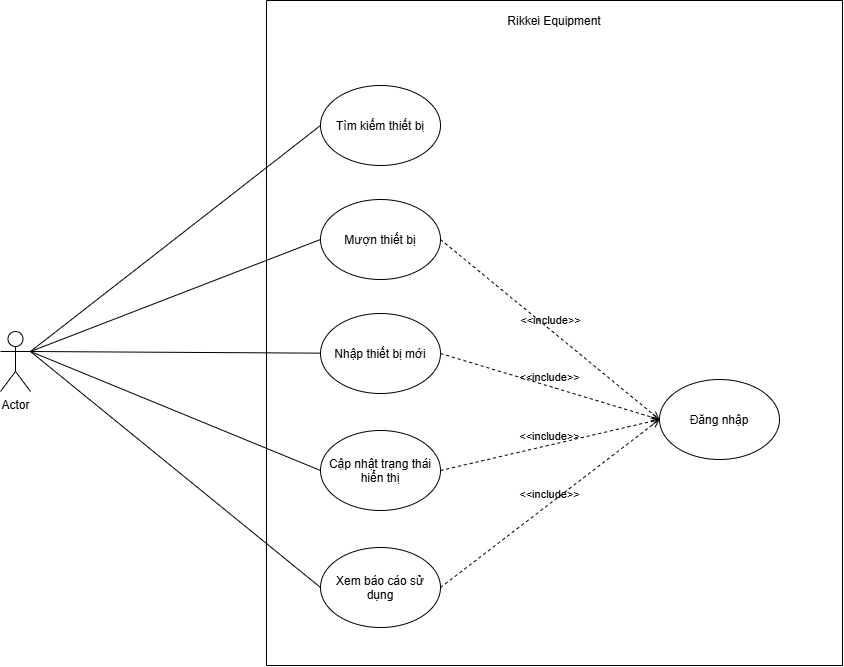 Rikkei Equipment
Tìm kiếm thiết bị
Mượn thiết bị
<<include>>
Nhập thiết bị mới
<<include>>
Actor
Đăng nhập
<<include>>
Cập nhật trạng thái
hiển thị
<<include>>
Xem báo cáo sử
dụng